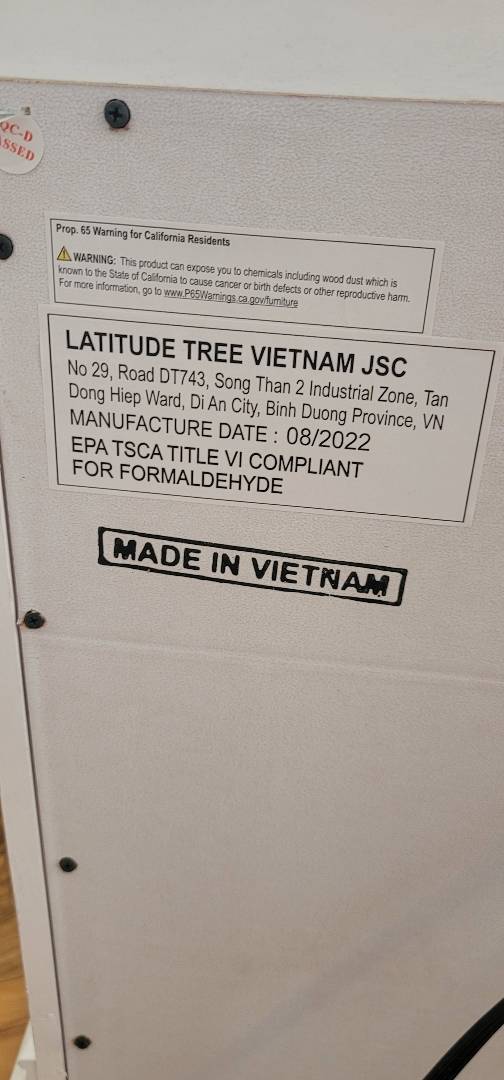 QC-D
Prop. 65 Warning for California Residents
WARNING: This product can expose you to chemicals including wood dust which is
known to the State of California to cause cancer or birth defects or other reproductive harm.
For more information, go to www.P65Warnings.ca.gov/furniture
LATITUDE TREE VIETNAM JSC
No 29, Road DT743, Song Than 2 Industrial Zone, Tan
Dong Hiep Ward, Di An City, Binh Duong Province, VN
MANUFACTURE DATE : 08/2022
EPA TSCA TITLE VI COMPLIANT
FOR FORMALDEHYDE
MADE IN VIETNAM